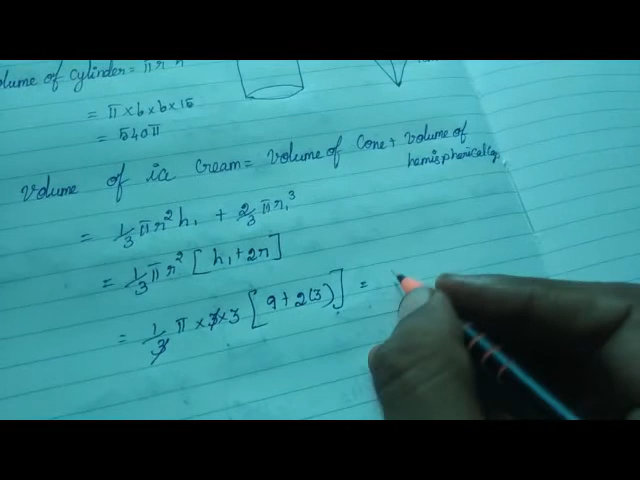 olume of cylinder = πr²h
= π×6×6×15
= 540π
Volume of ice cream = Volume of Cone + Volume of
hemispherical
= 1/3 πr²h₁ + 2/3 πr₁³
= 1/3 πr² [h₁+2r]
= 1/3 π × 3×3 [9+2(3)] =